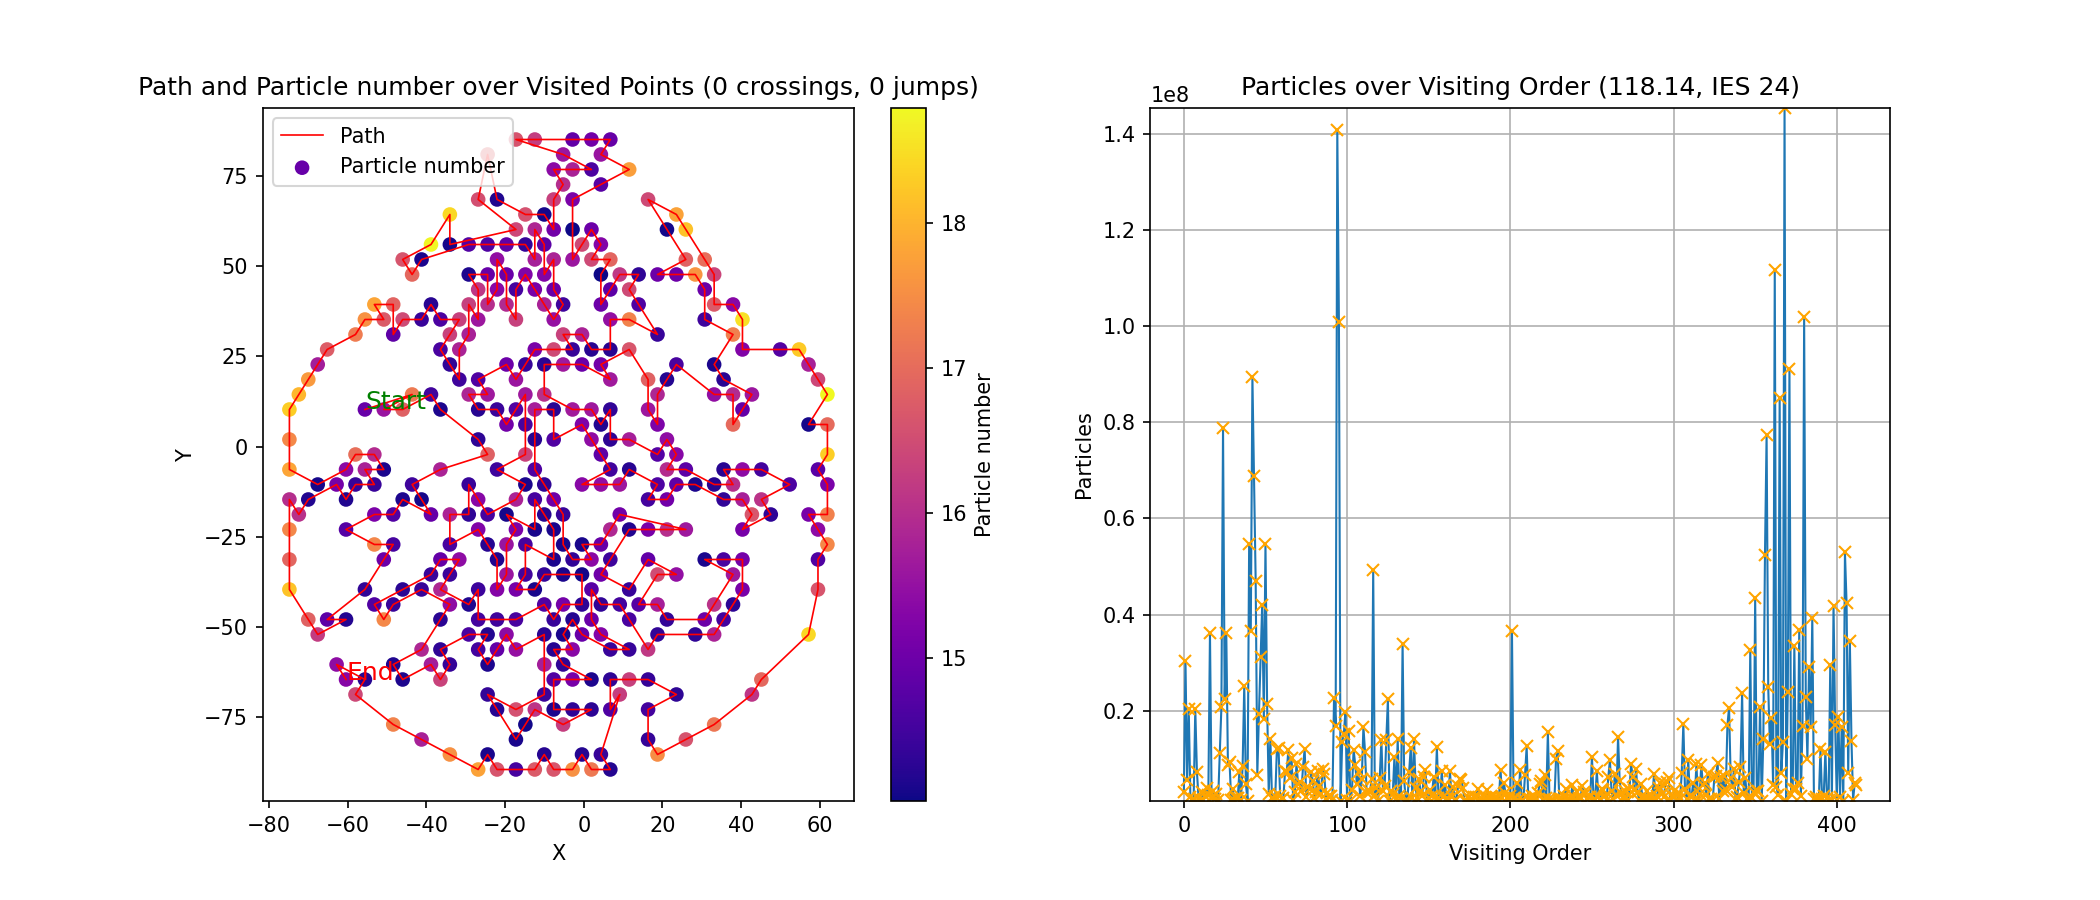 Path and Particle number over Visited Points (0 crossings, 0 jumps)
Path
Particle number
Start
End
75
50
25
0
−25
−50
−75
Y
−80 −60 −40 −20 0 20 40 60
X
18
17
16
15
Particle number
Particles over Visiting Order (118.14, IES 24)
1e8
1.4
1.2
1.0
0.8
0.6
0.4
0.2
Particles
0 100 200 300 400
Visiting Order